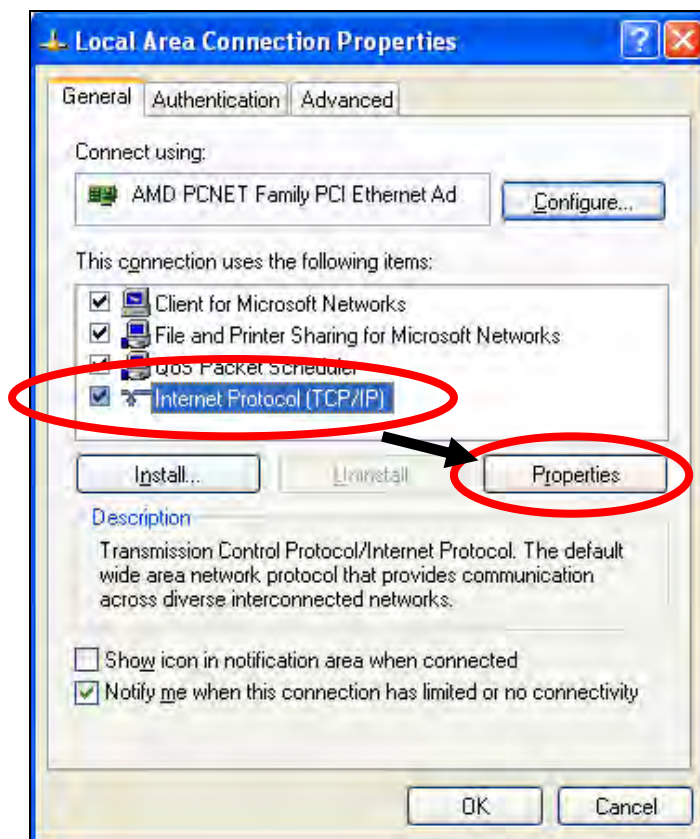 Local Area Connection Properties
General Authentication Advanced
Connect using:
AMD PCNET Family PCI Ethernet Ad Configure...
This connection uses the following items:
Client for Microsoft Networks
File and Printer Sharing for Microsoft Networks
QoS Packet Scheduler
Internet Protocol (TCP/IP)
Install... Uninstall Properties
Description
Transmission Control Protocol/Internet Protocol. The default
wide area network protocol that provides communication
across diverse interconnected networks.
Show icon in notification area when connected
Notify me when this connection has limited or no connectivity
OK Cancel